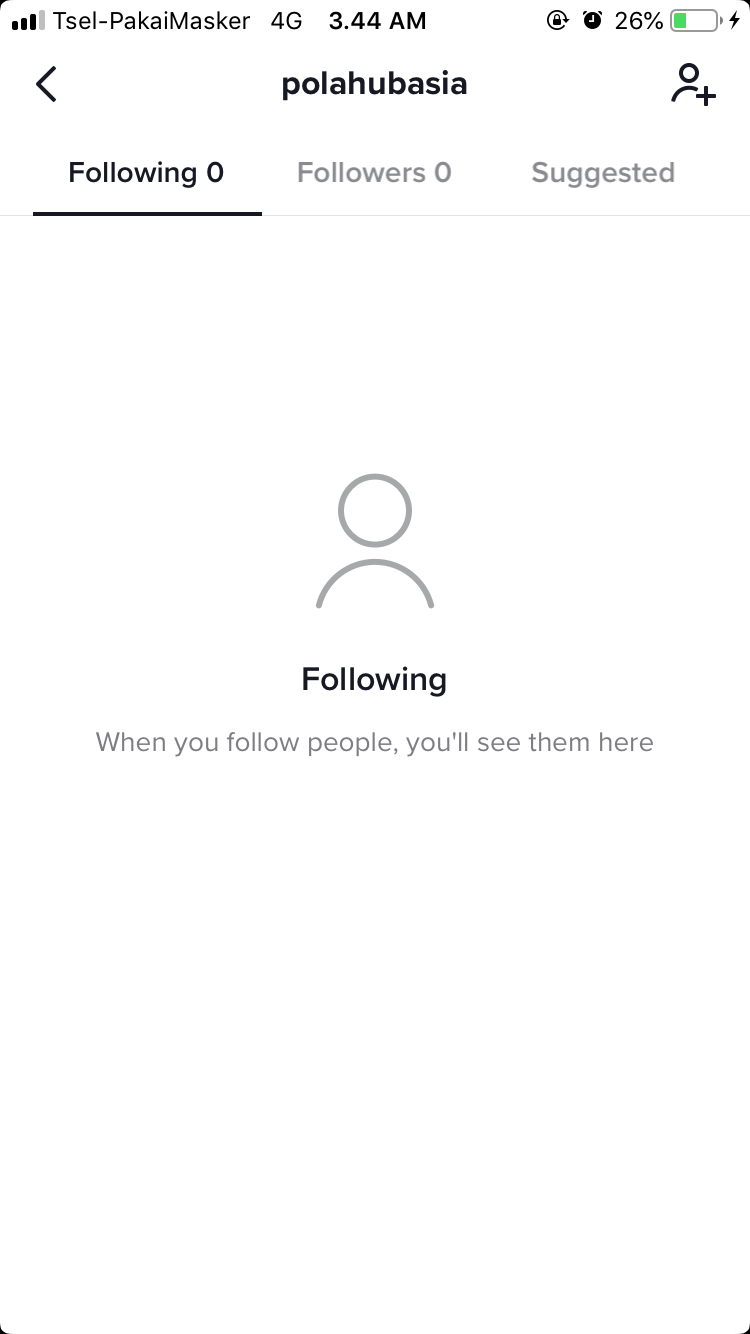 Tsel-PakaiMasker 4G 3.44 AM 26%
polahubasia
Following 0 Followers 0 Suggested
Following
When you follow people, you'll see them here